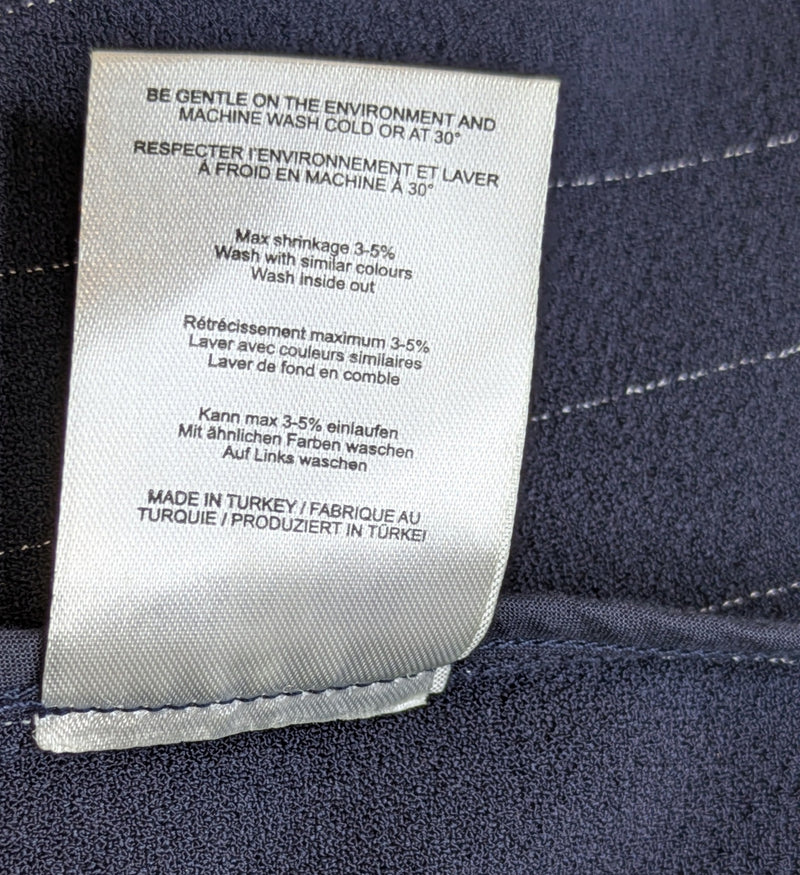 BE GENTLE ON THE ENVIRONMENT AND
MACHINE WASH COLD OR AT 30°
RESPECTER l'ENVIRONNEMENT ET LAVER
À FROID EN MACHINE À 30°
Max shrinkage 3-5%
Wash with similar colours
Wash inside out
Rétrécissement maximum 3-5%
Laver avec couleurs similaires
Laver de fond en comble
Kann max 3-5% einlaufen
Mit ähnlichen Farben waschen
Auf Links waschen
MADE IN TURKEY / FABRIQUE AU
TURQUIE / PRODUZIERT IN TÜRKEI